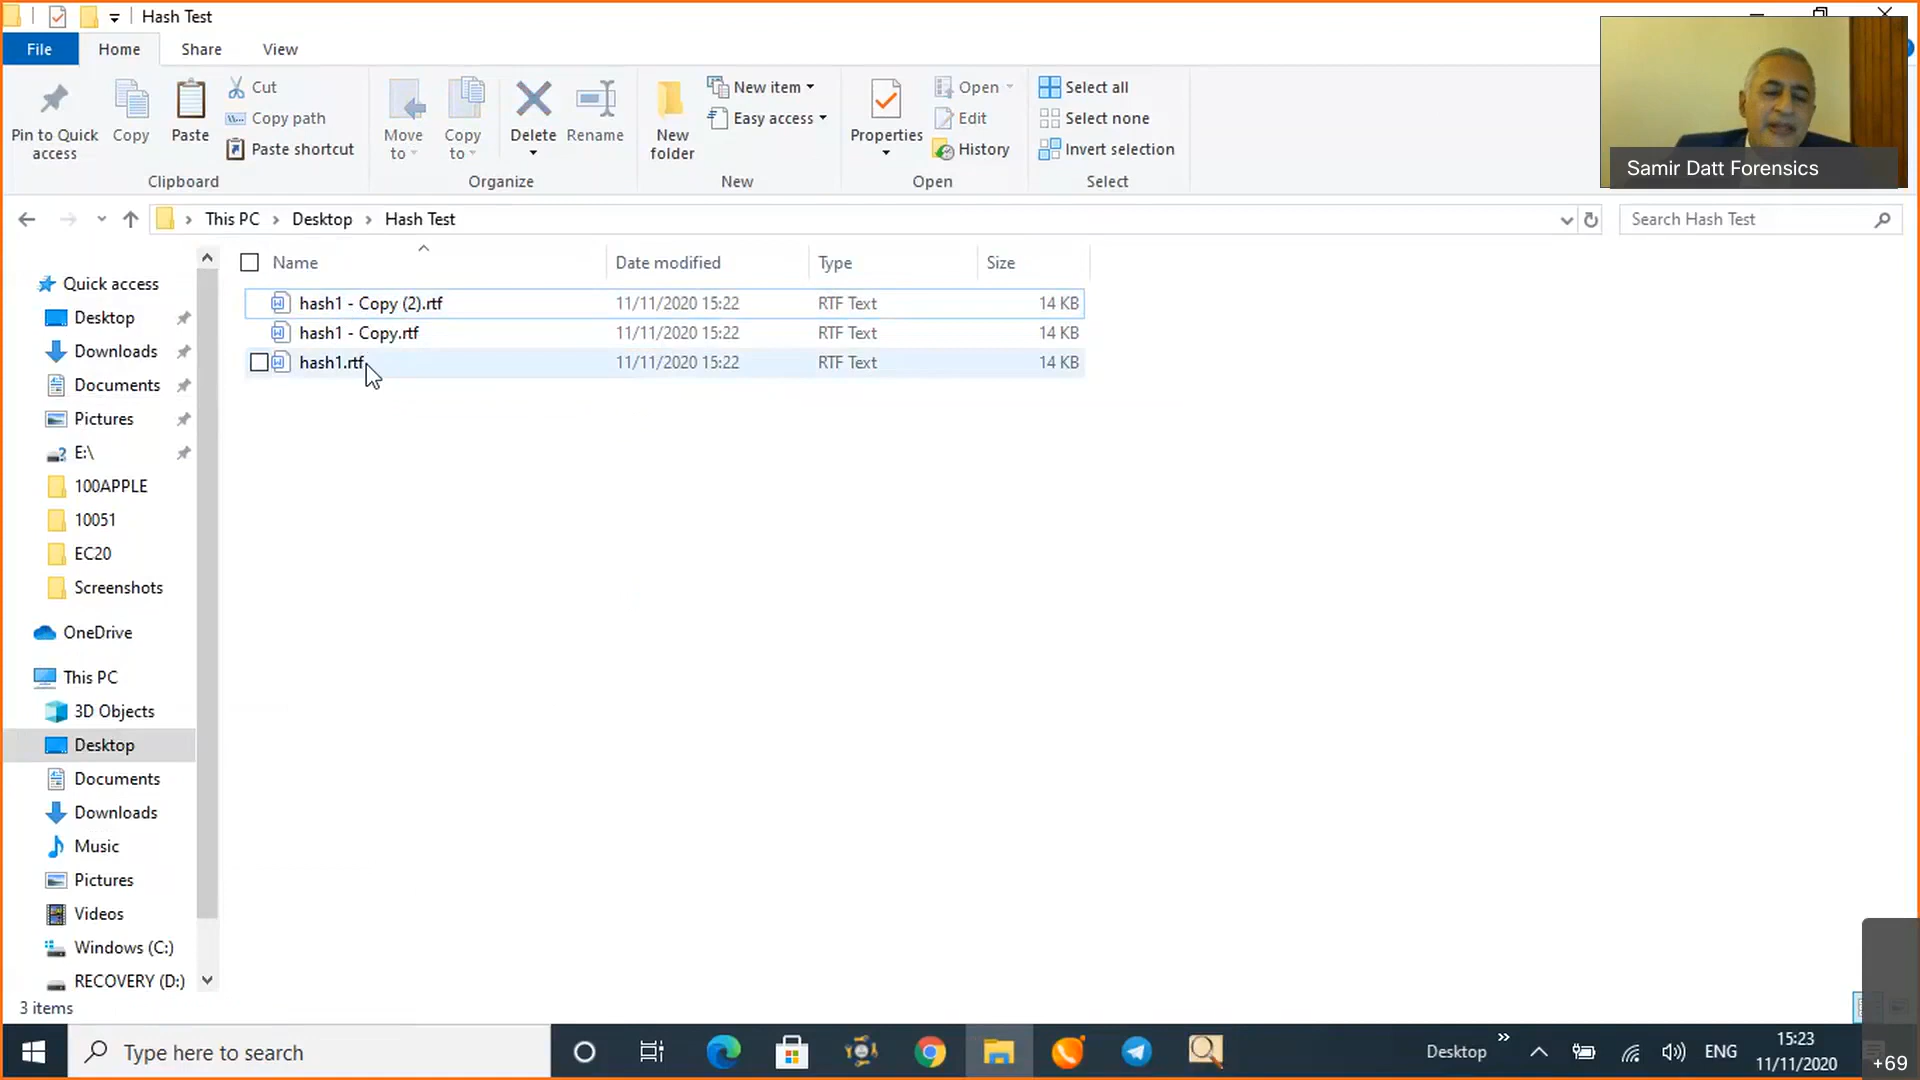 Hash Test
File Home Share View
Pin to Quick access
Copy
Paste
Cut
Copy path
Paste shortcut
Clipboard
Move to
Copy to
Delete
Rename
Organize
New folder
New item
Easy access
New
Properties
Open
Edit
History
Open
Select all
Select none
Invert selection
Select
Samir Datt Forensics
This PC > Desktop > Hash Test
Search Hash Test
Name Date modified Type Size
hash1 - Copy (2).rtf 11/11/2020 15:22 RTF Text 14 KB
hash1 - Copy.rtf 11/11/2020 15:22 RTF Text 14 KB
hash1.rtf 11/11/2020 15:22 RTF Text 14 KB
Quick access
Desktop
Downloads
Documents
Pictures
E:\
100APPLE
10051
EC20
Screenshots
OneDrive
This PC
3D Objects
Desktop
Documents
Downloads
Music
Pictures
Videos
Windows (C:)
RECOVERY (D:)
3 items
Type here to search
Desktop
ENG
15:23
11/11/2020
+69